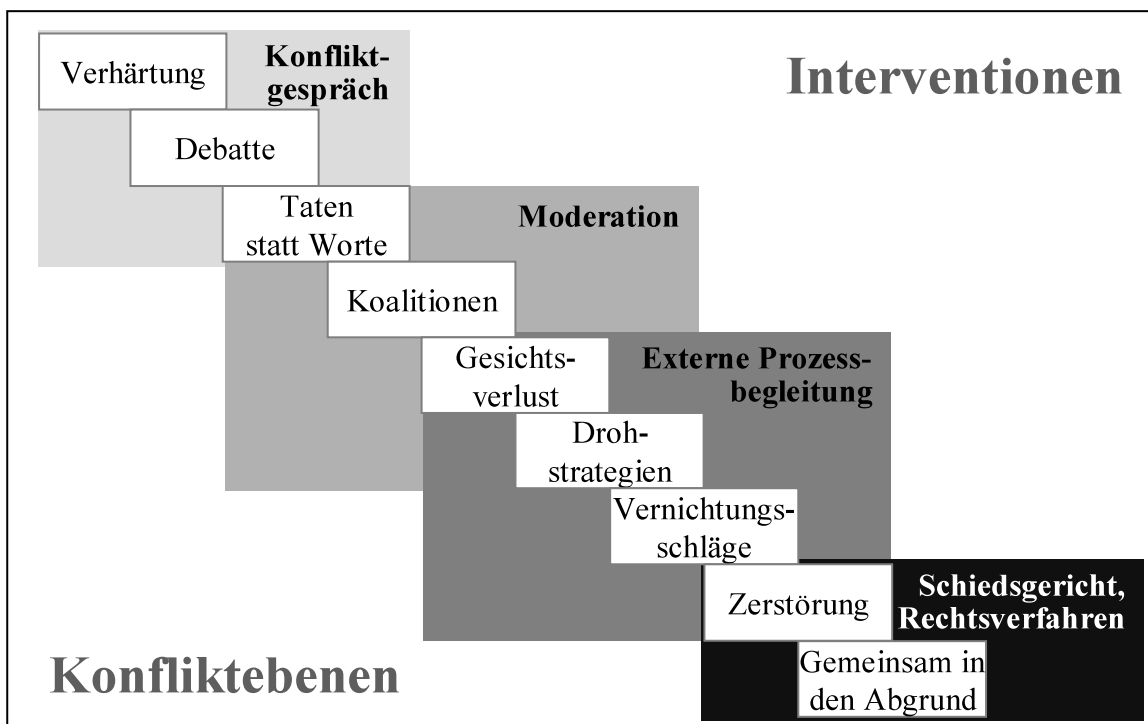 Verhärtung
Konflikt-
gespräch
Interventionen
Debatte
Taten
statt Worte
Moderation
Koalitionen
Gesichts-
verlust
Externe Prozess-
begleitung
Droh-
strategien
Vernichtungs-
schläge
Zerstörung
Schiedsgericht,
Rechtsverfahren
Konfliktebenen
Gemeinsam in
den Abgrund